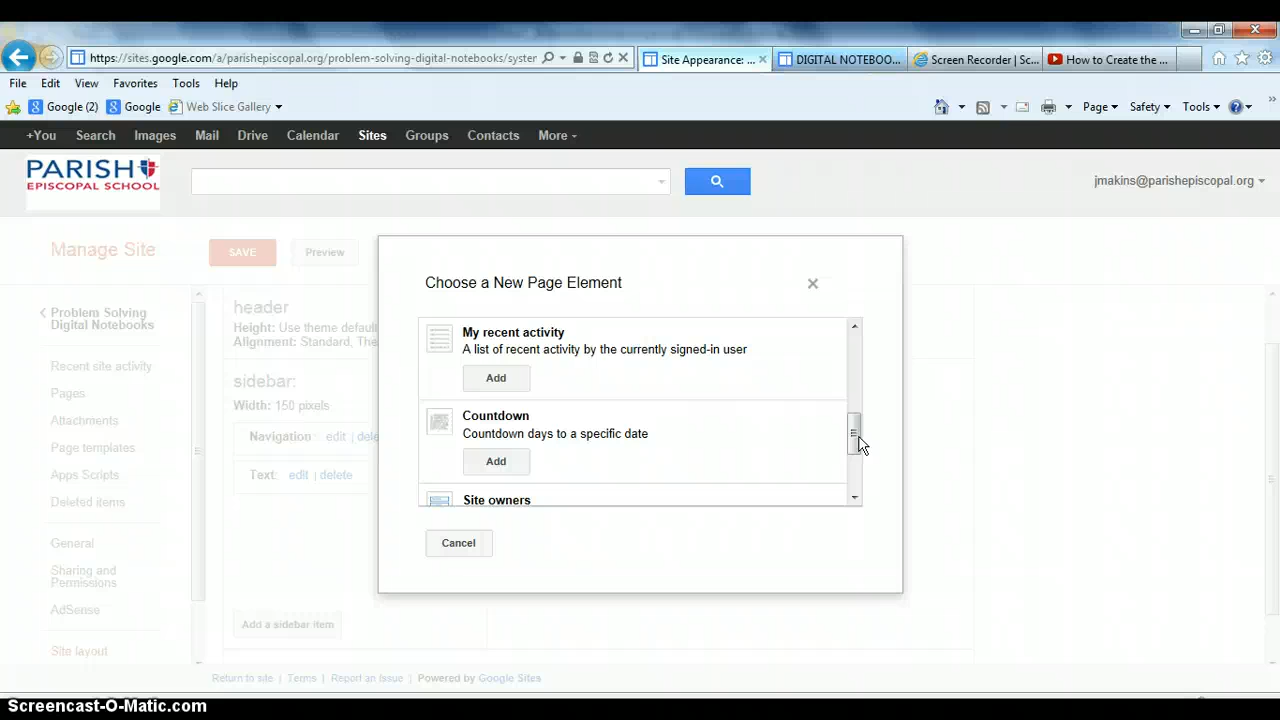 https://sites.google.com/a/parishepiscopal.org/problem-solving-digital-notebooks/syster
Site Appearance: ...
DIGITAL NOTEBOO...
Screen Recorder | Sc...
How to Create the ...
File Edit View Favorites Tools Help
Google (2) Google Web Slice Gallery
Page Safety Tools
+You Search Images Mail Drive Calendar Sites Groups Contacts More
PARISH
EPISCOPAL SCHOOL
jmakins@parishepiscopal.org
Manage Site
SAVE
Preview
Problem Solving
Digital Notebooks
Recent site activity
Pages
Attachments
Page templates
Apps Scripts
Deleted items
General
Sharing and
Permissions
AdSense
Site layout
header
Height: Use theme default
Alignment: Standard, The
sidebar:
Width: 150 pixels
Navigation: edit | dele
Text: edit | delete
Add a sidebar item
Choose a New Page Element
My recent activity
A list of recent activity by the currently signed-in user
Add
Countdown
Countdown days to a specific date
Add
Site owners
Cancel
Return to site | Terms | Report an Issue | Powered by Google Sites
Screencast-O-Matic.com